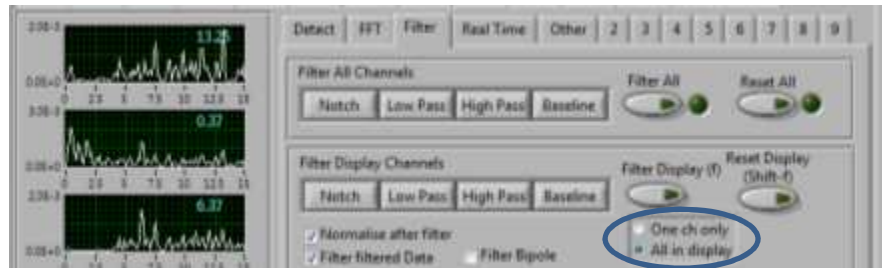 Detect FFT Filter Real Time Other 2 3 4 5 6 7 8 9
2.0E-3
13.25
0.0E+0
0 2.5 5 7.5 10 12.5 15
3.0E-3
0.37
0.0E+0
0 2.5 5 7.5 10 12.5 15
2.0E-3
6.37
0.0E+0
Filter All Channels
Notch Low Pass High Pass Baseline
Filter All
Reset All
Filter Display Channels
Notch Low Pass High Pass Baseline
Filter Display (f)
Reset Display
(Shift-f)
Normalise after filter
Filter filtered Data
Filter Bipole
One ch only
All in display